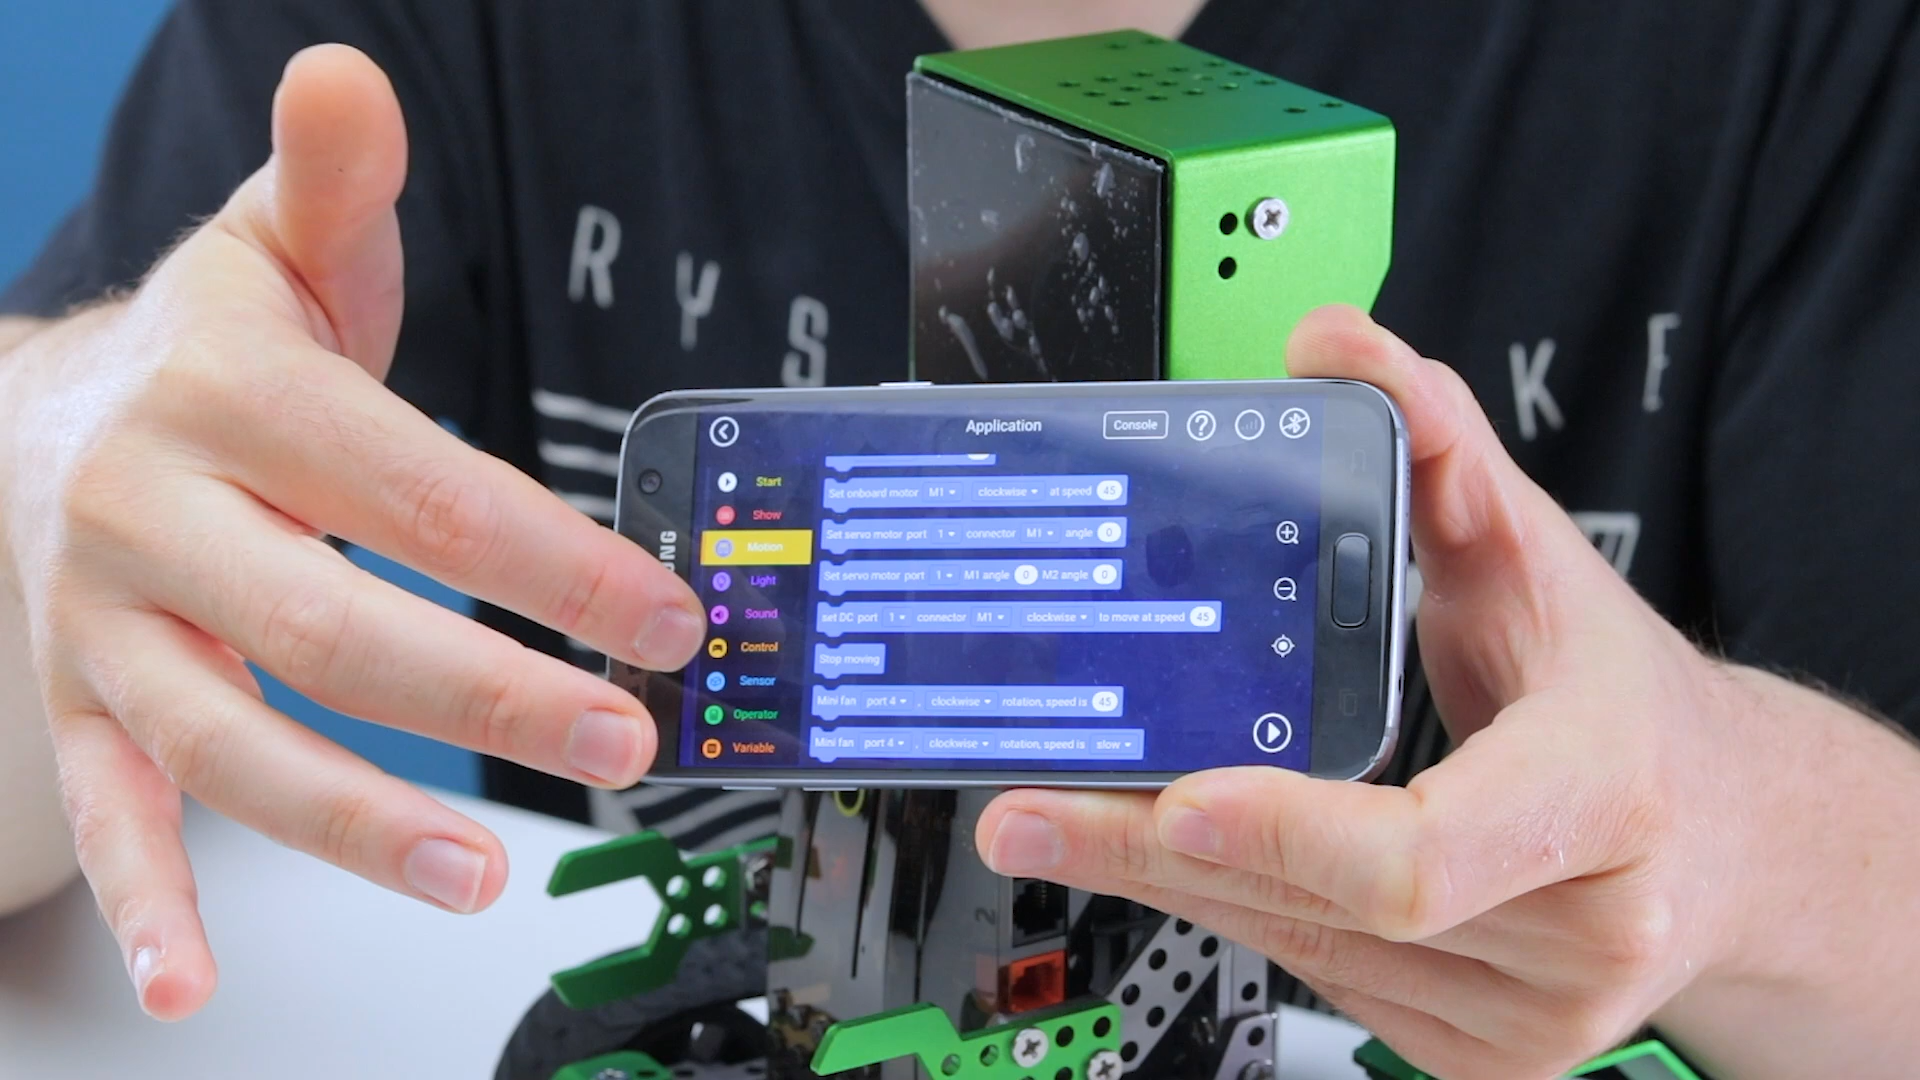 R Y S K E
Application
Console
?
Start
Show
Motion
Light
Sound
Control
Sensor
Operator
Variable
Set onboard motor M1 clockwise at speed 45
Set servo motor port 1 connector M1 angle 0
Set servo motor port 1 M1 angle 0 M2 angle 0
set DC port 1 connector M1 clockwise to move at speed 45
Stop moving
Mini fan port 4 , clockwise rotation, speed is 45
Mini fan port 4 , clockwise rotation, speed is slow
2